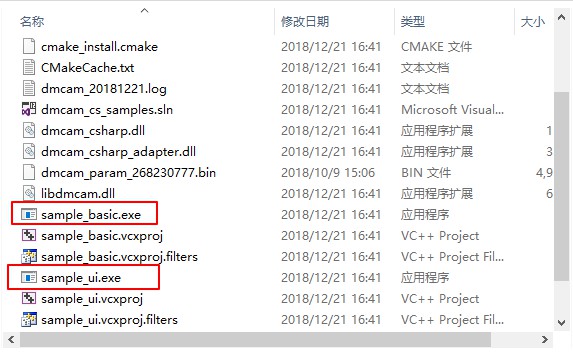 名称 修改日期 类型 大小
cmake_install.cmake 2018/12/21 16:41 CMAKE 文件
CMakeCache.txt 2018/12/21 16:41 文本文档
dmcam_20181221.log 2018/12/21 16:41 文本文档
dmcam_cs_samples.sln 2018/12/21 16:41 Microsoft Visual...
dmcam_csharp.dll 2018/12/21 16:41 应用程序扩展 1
dmcam_csharp_adapter.dll 2018/12/21 16:41 应用程序扩展 3
dmcam_param_268230777.bin 2018/10/9 15:06 BIN 文件 4,9
libdmcam.dll 2018/12/21 16:41 应用程序扩展 6
sample_basic.exe 2018/12/21 16:41 应用程序
sample_basic.vcxproj 2018/12/21 16:41 VC++ Project
sample_basic.vcxproj.filters 2018/12/21 16:41 VC++ Project Fil...
sample_ui.exe 2018/12/21 16:41 应用程序
sample_ui.vcxproj 2018/12/21 16:41 VC++ Project
sample_ui.vcxproj.filters 2018/12/21 16:41 VC++ Project Fil...